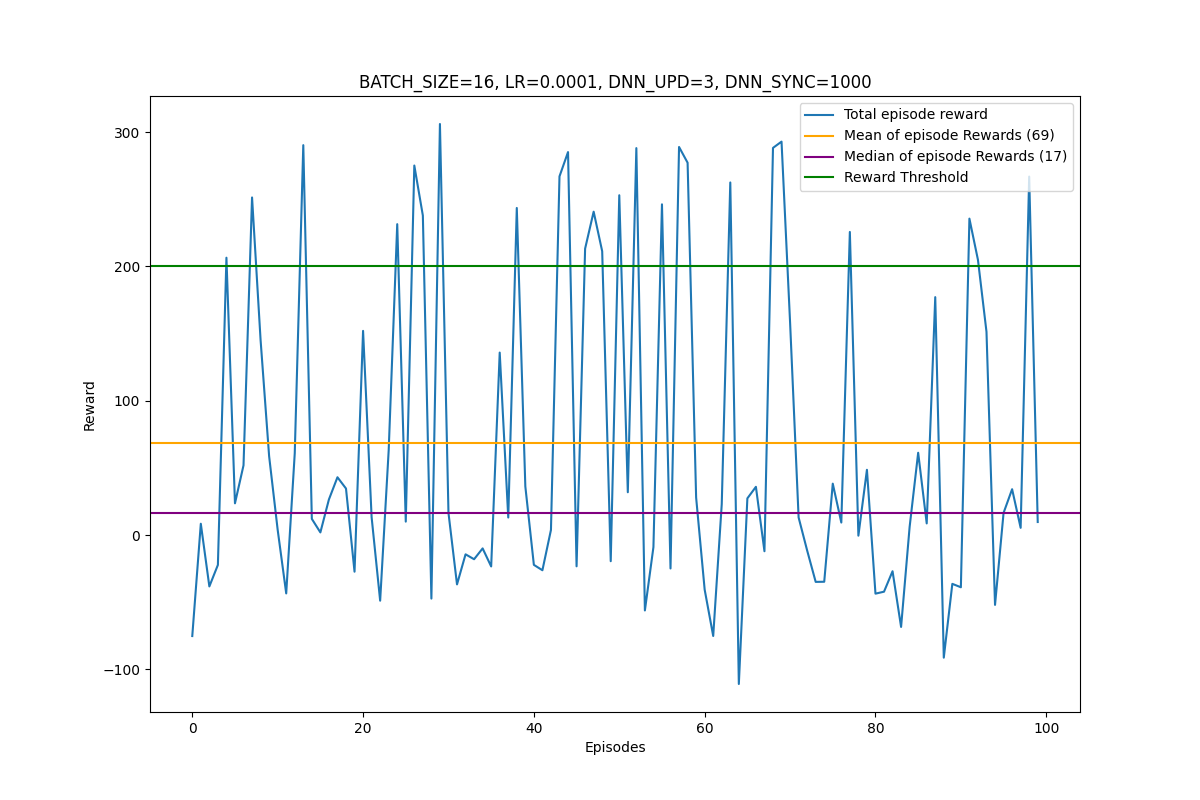 BATCH_SIZE=16, LR=0.0001, DNN_UPD=3, DNN_SYNC=1000
Total episode reward
Mean of episode Rewards (69)
Median of episode Rewards (17)
Reward Threshold
300
200
100
0
−100
Reward
0 20 40 60 80 100
Episodes